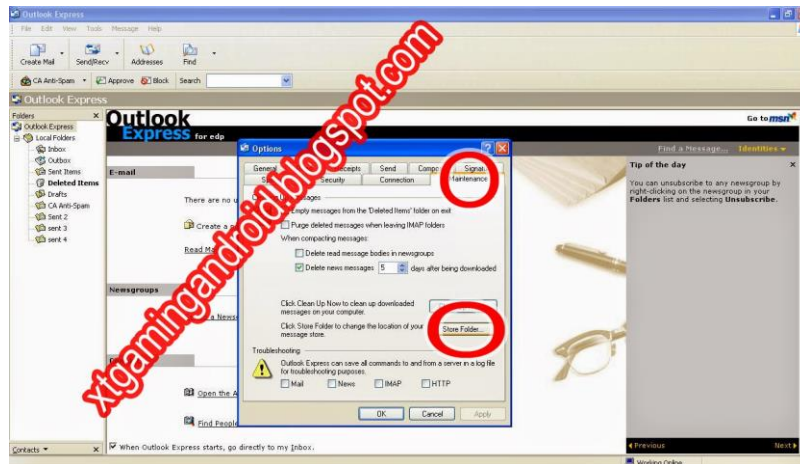 Outlook Express
File Edit View Tools Message Help
Create Mail Send/Recv Addresses Find
CA Anti-Spam Approve Block Search
Outlook Express
Folders
Outlook Express
Local Folders
Inbox
Outbox
Sent Items
Deleted Items
Drafts
CA Anti-Spam
Sent 2
sent 3
sent 4
Contacts
Outlook
Express for edp
Go to msn
Find a Message... Identities
E-mail
There are no u
Create a
Read Ma
Newsgroups
a Newsg
Open the A
Find People
When Outlook Express starts, go directly to my Inbox.
Options
General Receipts Send Compo Signat
Security Connection Maintenance
Empty messages from the 'Deleted Items' folder on exit
Purge deleted messages when leaving IMAP folders
When compacting messages:
Delete read message bodies in newsgroups
Delete news messages 5 days after being downloaded
Click Clean Up Now to clean up downloaded
messages on your computer.
Click Store Folder to change the location of your
message store.
Store Folder...
Troubleshooting
Outlook Express can save all commands to and from a server in a log file
for troubleshooting purposes.
Mail News IMAP HTTP
OK Cancel Apply
Tip of the day
You can unsubscribe to any newsgroup by
right-clicking on the newsgroup in your
Folders list and selecting Unsubscribe.
Previous Next
Working Online
xtgamingandroid.blogspot.com